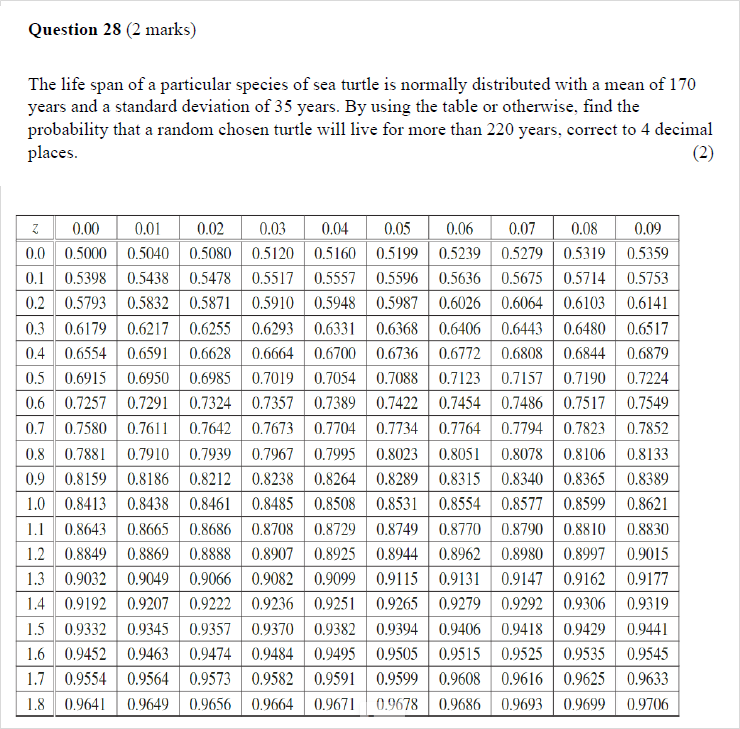 Question 28 (2 marks)
The life span of a particular species of sea turtle is normally distributed with a mean of 170
years and a standard deviation of 35 years. By using the table or otherwise, find the
probability that a random chosen turtle will live for more than 220 years, correct to 4 decimal
places. (2)
z 0.00 0.01 0.02 0.03 0.04 0.05 0.06 0.07 0.08 0.09
0.0 0.5000 0.5040 0.5080 0.5120 0.5160 0.5199 0.5239 0.5279 0.5319 0.5359
0.1 0.5398 0.5438 0.5478 0.5517 0.5557 0.5596 0.5636 0.5675 0.5714 0.5753
0.2 0.5793 0.5832 0.5871 0.5910 0.5948 0.5987 0.6026 0.6064 0.6103 0.6141
0.3 0.6179 0.6217 0.6255 0.6293 0.6331 0.6368 0.6406 0.6443 0.6480 0.6517
0.4 0.6554 0.6591 0.6628 0.6664 0.6700 0.6736 0.6772 0.6808 0.6844 0.6879
0.5 0.6915 0.6950 0.6985 0.7019 0.7054 0.7088 0.7123 0.7157 0.7190 0.7224
0.6 0.7257 0.7291 0.7324 0.7357 0.7389 0.7422 0.7454 0.7486 0.7517 0.7549
0.7 0.7580 0.7611 0.7642 0.7673 0.7704 0.7734 0.7764 0.7794 0.7823 0.7852
0.8 0.7881 0.7910 0.7939 0.7967 0.7995 0.8023 0.8051 0.8078 0.8106 0.8133
0.9 0.8159 0.8186 0.8212 0.8238 0.8264 0.8289 0.8315 0.8340 0.8365 0.8389
1.0 0.8413 0.8438 0.8461 0.8485 0.8508 0.8531 0.8554 0.8577 0.8599 0.8621
1.1 0.8643 0.8665 0.8686 0.8708 0.8729 0.8749 0.8770 0.8790 0.8810 0.8830
1.2 0.8849 0.8869 0.8888 0.8907 0.8925 0.8944 0.8962 0.8980 0.8997 0.9015
1.3 0.9032 0.9049 0.9066 0.9082 0.9099 0.9115 0.9131 0.9147 0.9162 0.9177
1.4 0.9192 0.9207 0.9222 0.9236 0.9251 0.9265 0.9279 0.9292 0.9306 0.9319
1.5 0.9332 0.9345 0.9357 0.9370 0.9382 0.9394 0.9406 0.9418 0.9429 0.9441
1.6 0.9452 0.9463 0.9474 0.9484 0.9495 0.9505 0.9515 0.9525 0.9535 0.9545
1.7 0.9554 0.9564 0.9573 0.9582 0.9591 0.9599 0.9608 0.9616 0.9625 0.9633
1.8 0.9641 0.9649 0.9656 0.9664 0.9671 0.9678 0.9686 0.9693 0.9699 0.9706